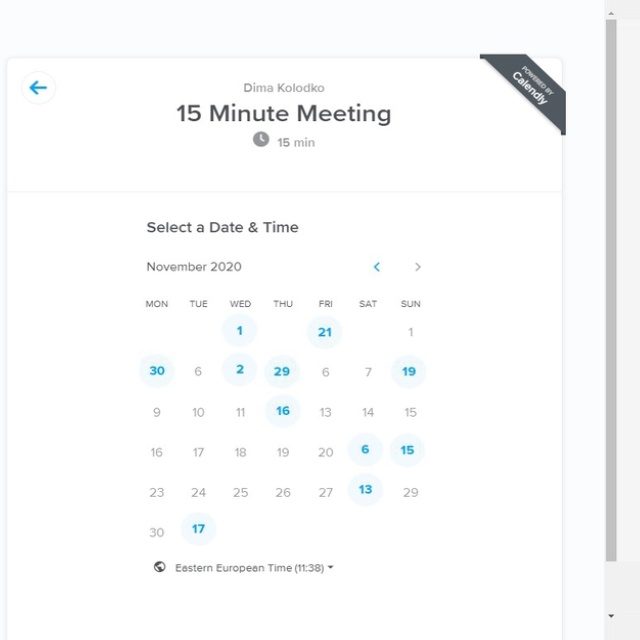 POWERED BY
Calendly
Dima Kolodko
15 Minute Meeting
15 min
Select a Date & Time
November 2020
MON TUE WED THU FRI SAT SUN
1 21 1
30 6 2 29 6 7 19
9 10 11 16 13 14 15
16 17 18 19 20 6 15
23 24 25 26 27 13 29
30 17
Eastern European Time (11:38)